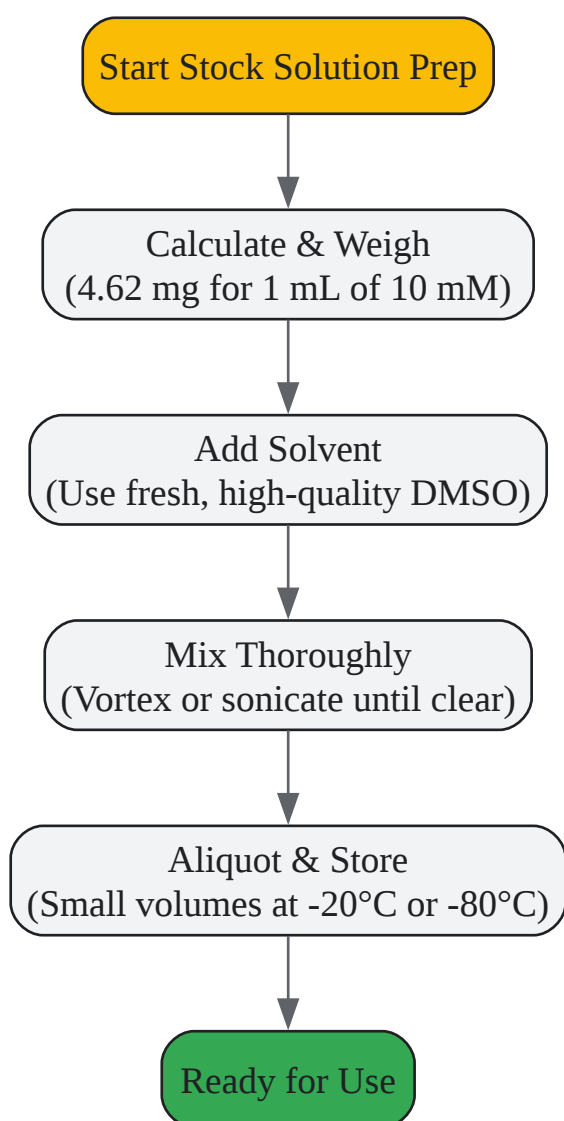 Start Stock Solution Prep
Calculate & Weigh
(4.62 mg for 1 mL of 10 mM)
Add Solvent
(Use fresh, high-quality DMSO)
Mix Thoroughly
(Vortex or sonicate until clear)
Aliquot & Store
(Small volumes at -20°C or -80°C)
Ready for Use